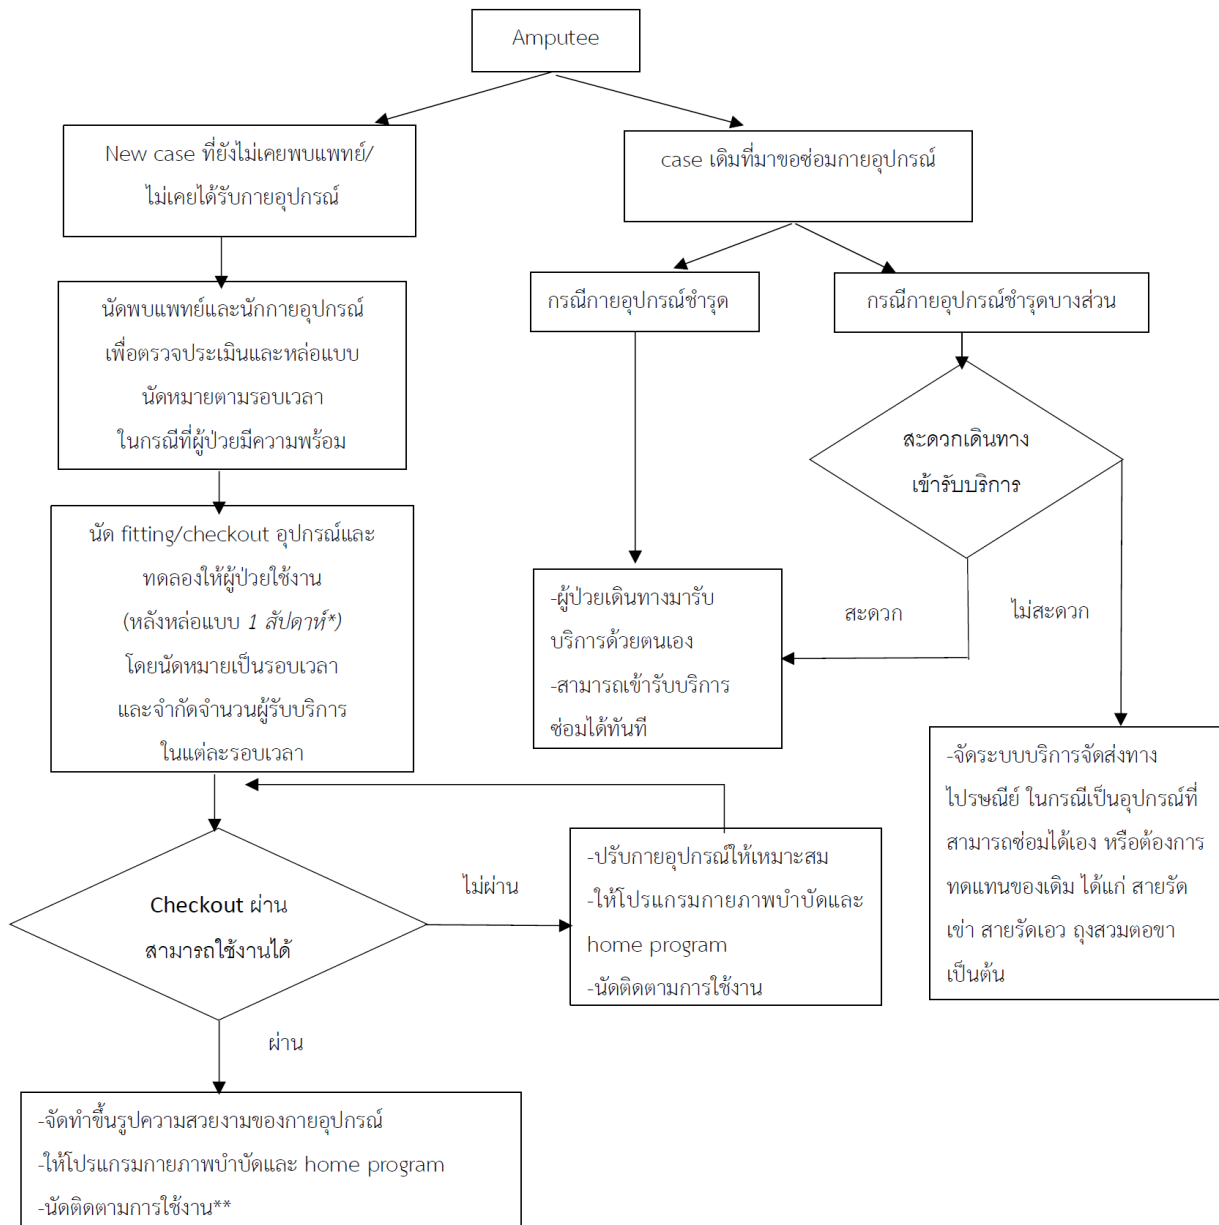 Amputee
New case ที่ยังไม่เคยพบแพทย์/
ไม่เคยได้รับกายอุปกรณ์
case เดิมที่มาขอซ่อมกายอุปกรณ์
นัดพบแพทย์และนักกายอุปกรณ์
เพื่อตรวจประเมินและหล่อแบบ
นัดหมายตามรอบเวลา
ในกรณีที่ผู้ป่วยมีความพร้อม
กรณีกายอุปกรณ์ชำรุด
กรณีกายอุปกรณ์ชำรุดบางส่วน
สะดวกเดินทาง
เข้ารับบริการ
นัด fitting/checkout อุปกรณ์และ
ทดลองให้ผู้ป่วยใช้งาน
(หลังหล่อแบบ 1 สัปดาห์*)
โดยนัดหมายเป็นรอบเวลา
และจำกัดจำนวนผู้รับบริการ
ในแต่ละรอบเวลา
-ผู้ป่วยเดินทางมารับ
บริการด้วยตนเอง
-สามารถเข้ารับบริการ
ซ่อมได้ทันที
สะดวก
ไม่สะดวก
-จัดระบบบริการจัดส่งทาง
ไปรษณีย์ ในกรณีเป็นอุปกรณ์ที่
สามารถซ่อมได้เอง หรือต้องการ
ทดแทนของเดิม ได้แก่ สายรัด
เข่า สายรัดเอว ถุงสวมตอขา
เป็นต้น
Checkout ผ่าน
สามารถใช้งานได้
ไม่ผ่าน
-ปรับกายอุปกรณ์ให้เหมาะสม
-ให้โปรแกรมกายภาพบำบัดและ
home program
-นัดติดตามการใช้งาน
ผ่าน
-จัดทำขึ้นรูปความสวยงามของกายอุปกรณ์
-ให้โปรแกรมกายภาพบำบัดและ home program
-นัดติดตามการใช้งาน**